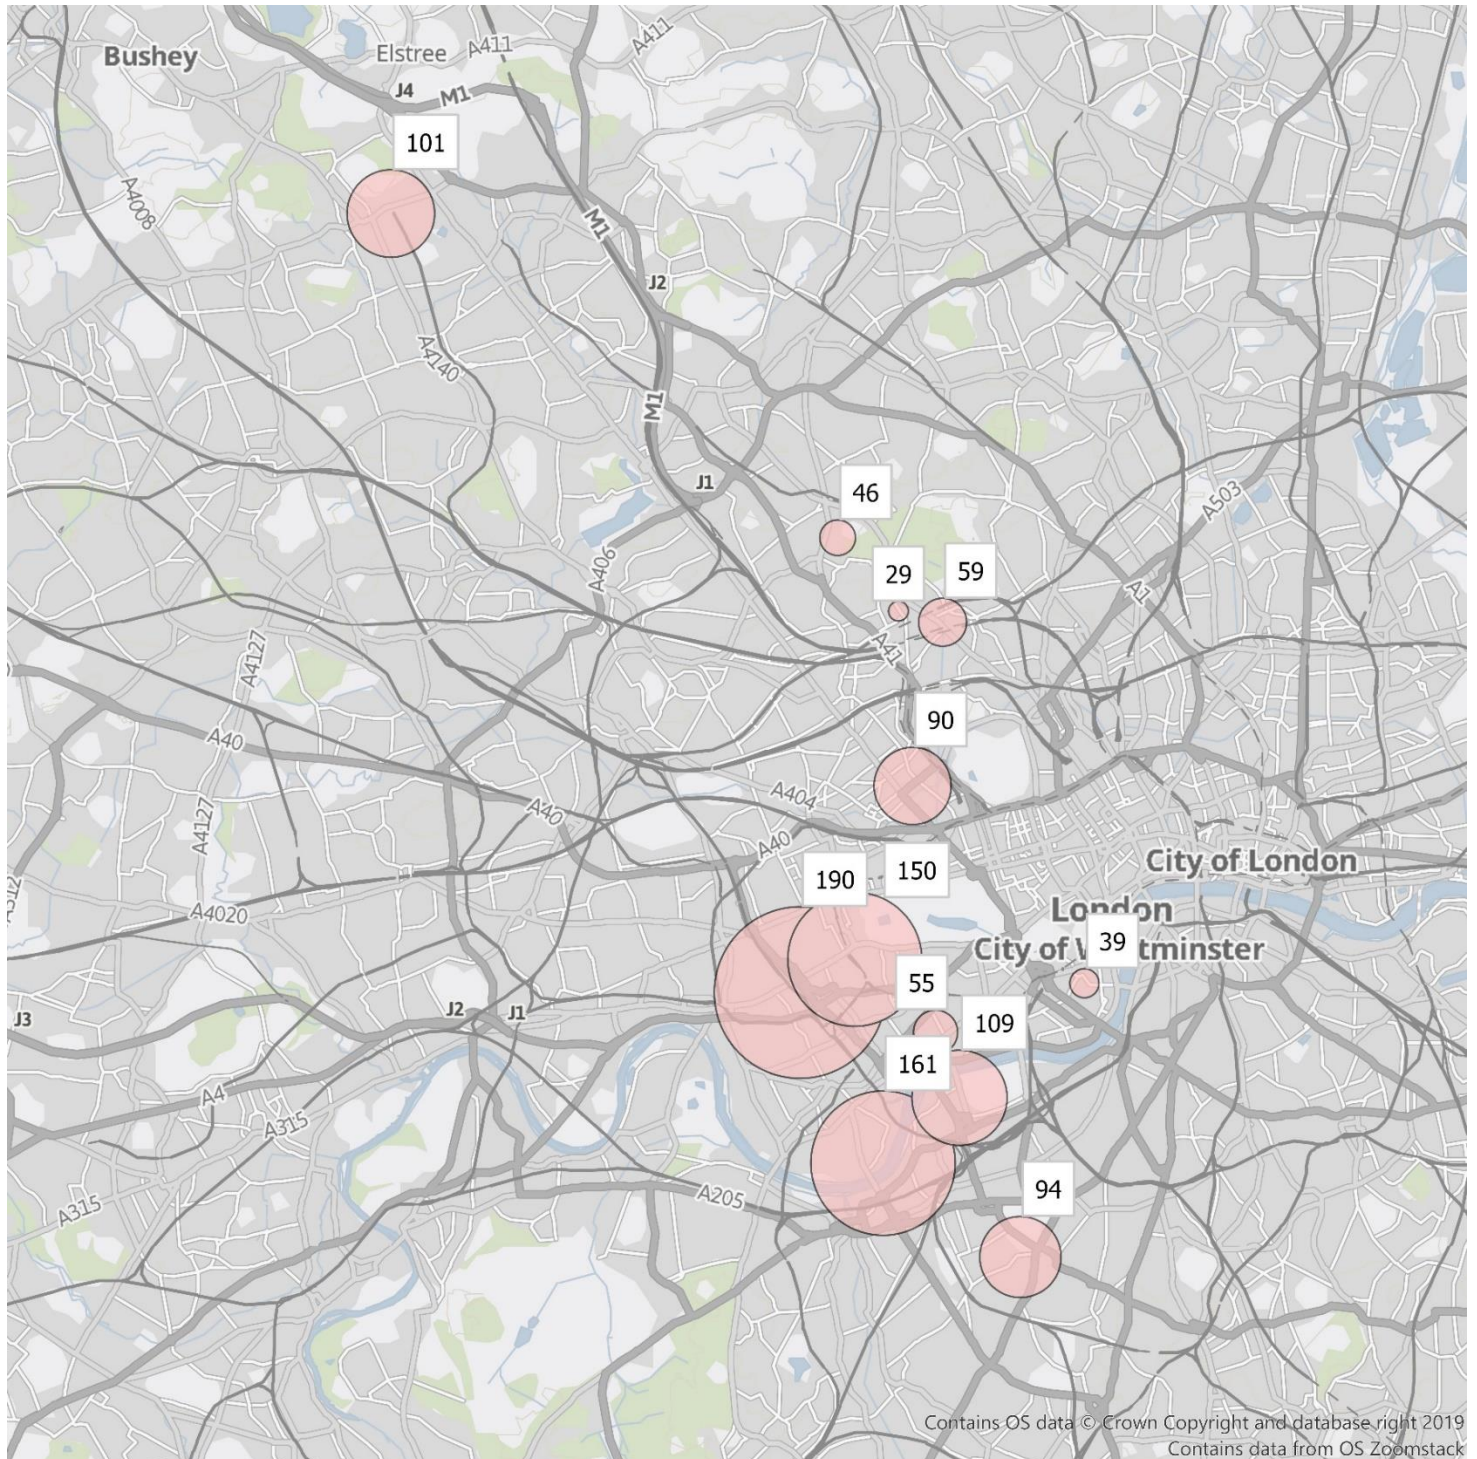 Bushey
Elstree
A411
A411
J4
M1
101
A4008
M1
J2
A4140
M1
46
J1
A503
29
59
A406
A1
A41
A4127
90
A40
A404
A4127
A40
A40
150
190
City of London
A4020
London
39
City of W tminster
55
J3
J2
J1
109
161
A4
A315
94
A205
A315
Contains OS data © Crown Copyright and database right 2019
Contains data from OS Zoomstack